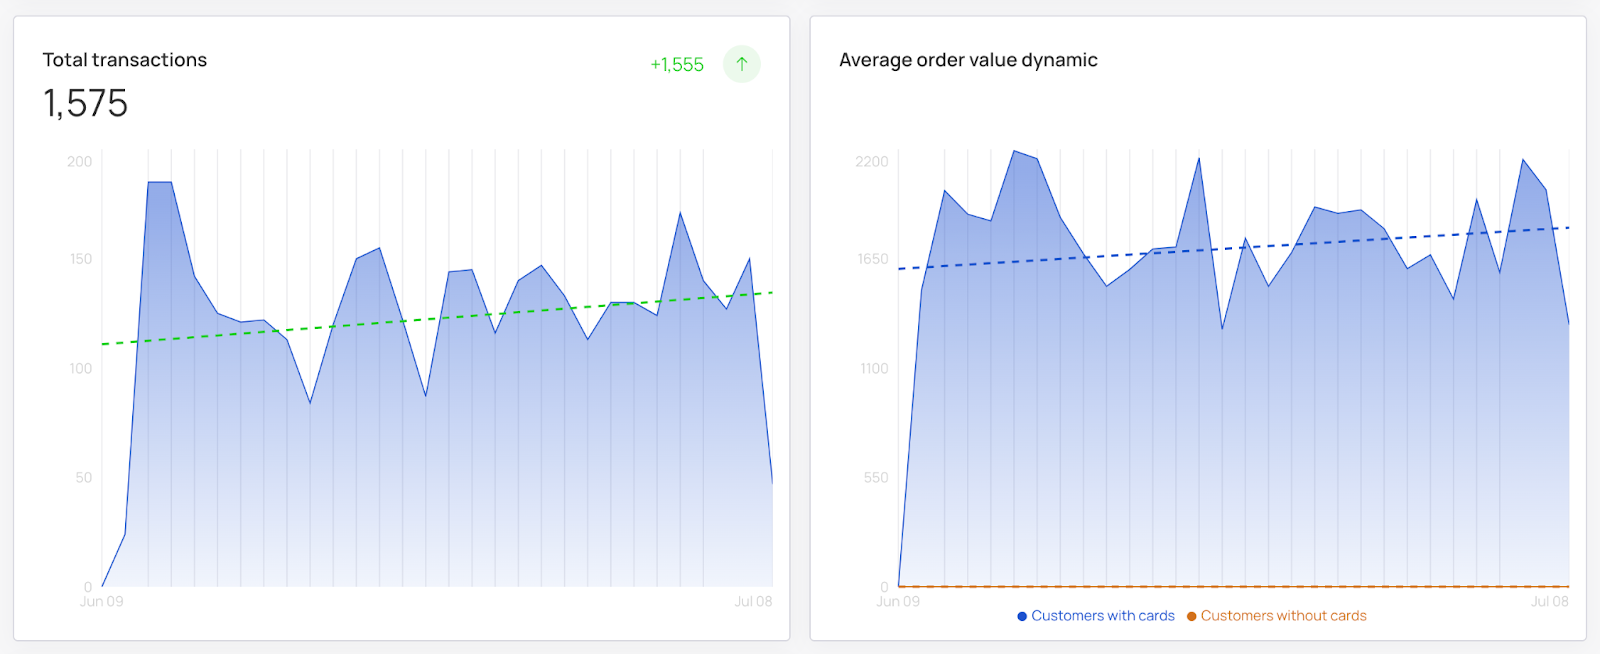 Total transactions
+1,555
1,575
200
150
100
50
0
Jun 09
Jul 08
Average order value dynamic
2200
1650
1100
550
0
Jun 09
Jul 08
Customers with cards
Customers without cards